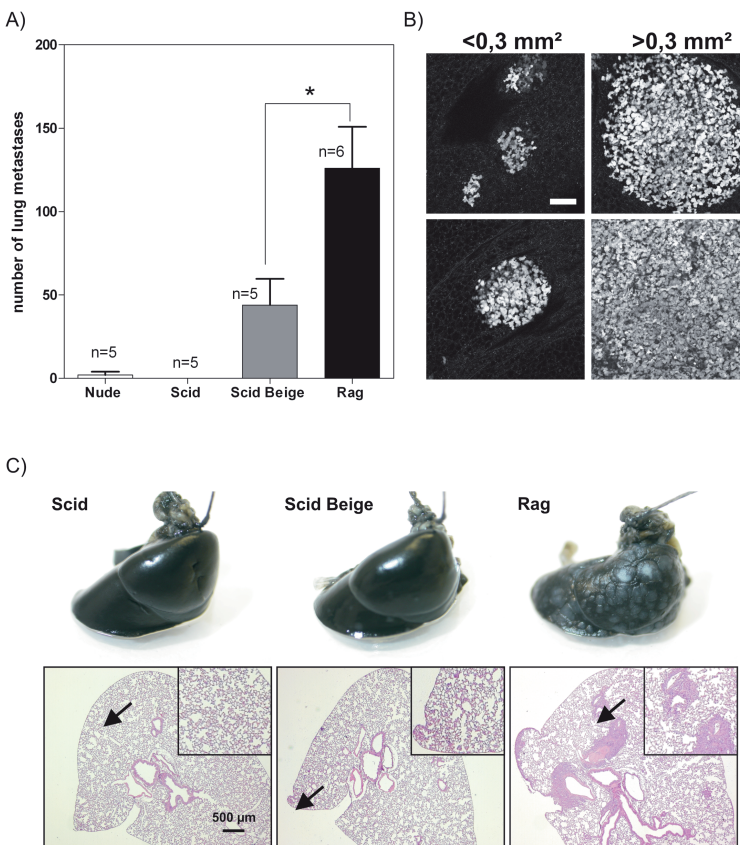 A)
200
150
100
50
0
number of lung metastases
n=5
n=5
n=5
n=6
*
Nude
Scid
Scid Beige
Rag
B)
<0,3 mm²
>0,3 mm²
C)
Scid
Scid Beige
Rag
500 µm